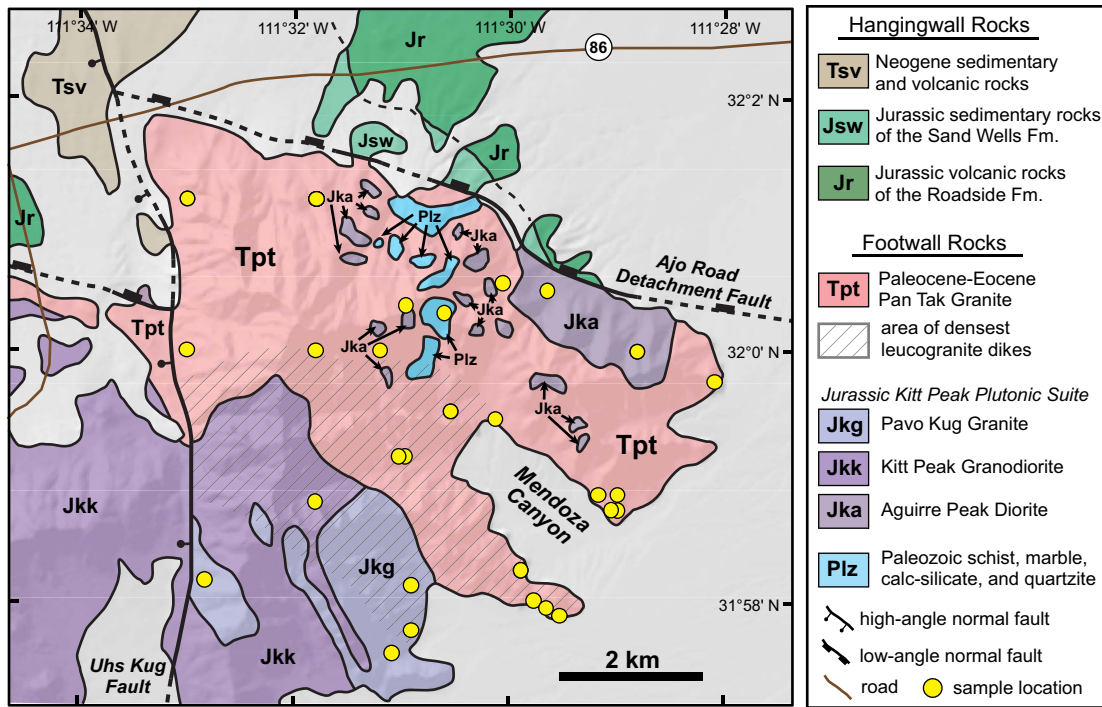 111°34' W
111°32' W
111°30' W
111°28' W
Jr
86
Tsv
32°2' N
Jsw
Jr
Jka
Plz
Jr
Jka
Tpt
Ajo Road
Detachment Fault
Jka
Jka
Tpt
Jka
Plz
32°0' N
Jka
Tpt
Mendoza
Canyon
Jkk
Jkg
31°58' N
Jkk
Uhs Kug
Fault
2 km
Hangingwall Rocks
Tsv Neogene sedimentary
and volcanic rocks
Jsw Jurassic sedimentary rocks
of the Sand Wells Fm.
Jr Jurassic volcanic rocks
of the Roadside Fm.
Footwall Rocks
Tpt Paleocene-Eocene
Pan Tak Granite
area of densest
leucogranite dikes
Jurassic Kitt Peak Plutonic Suite
Jkg Pavo Kug Granite
Jkk Kitt Peak Granodiorite
Jka Aguirre Peak Diorite
Plz Paleozoic schist, marble,
calc-silicate, and quartzite
high-angle normal fault
low-angle normal fault
road sample location